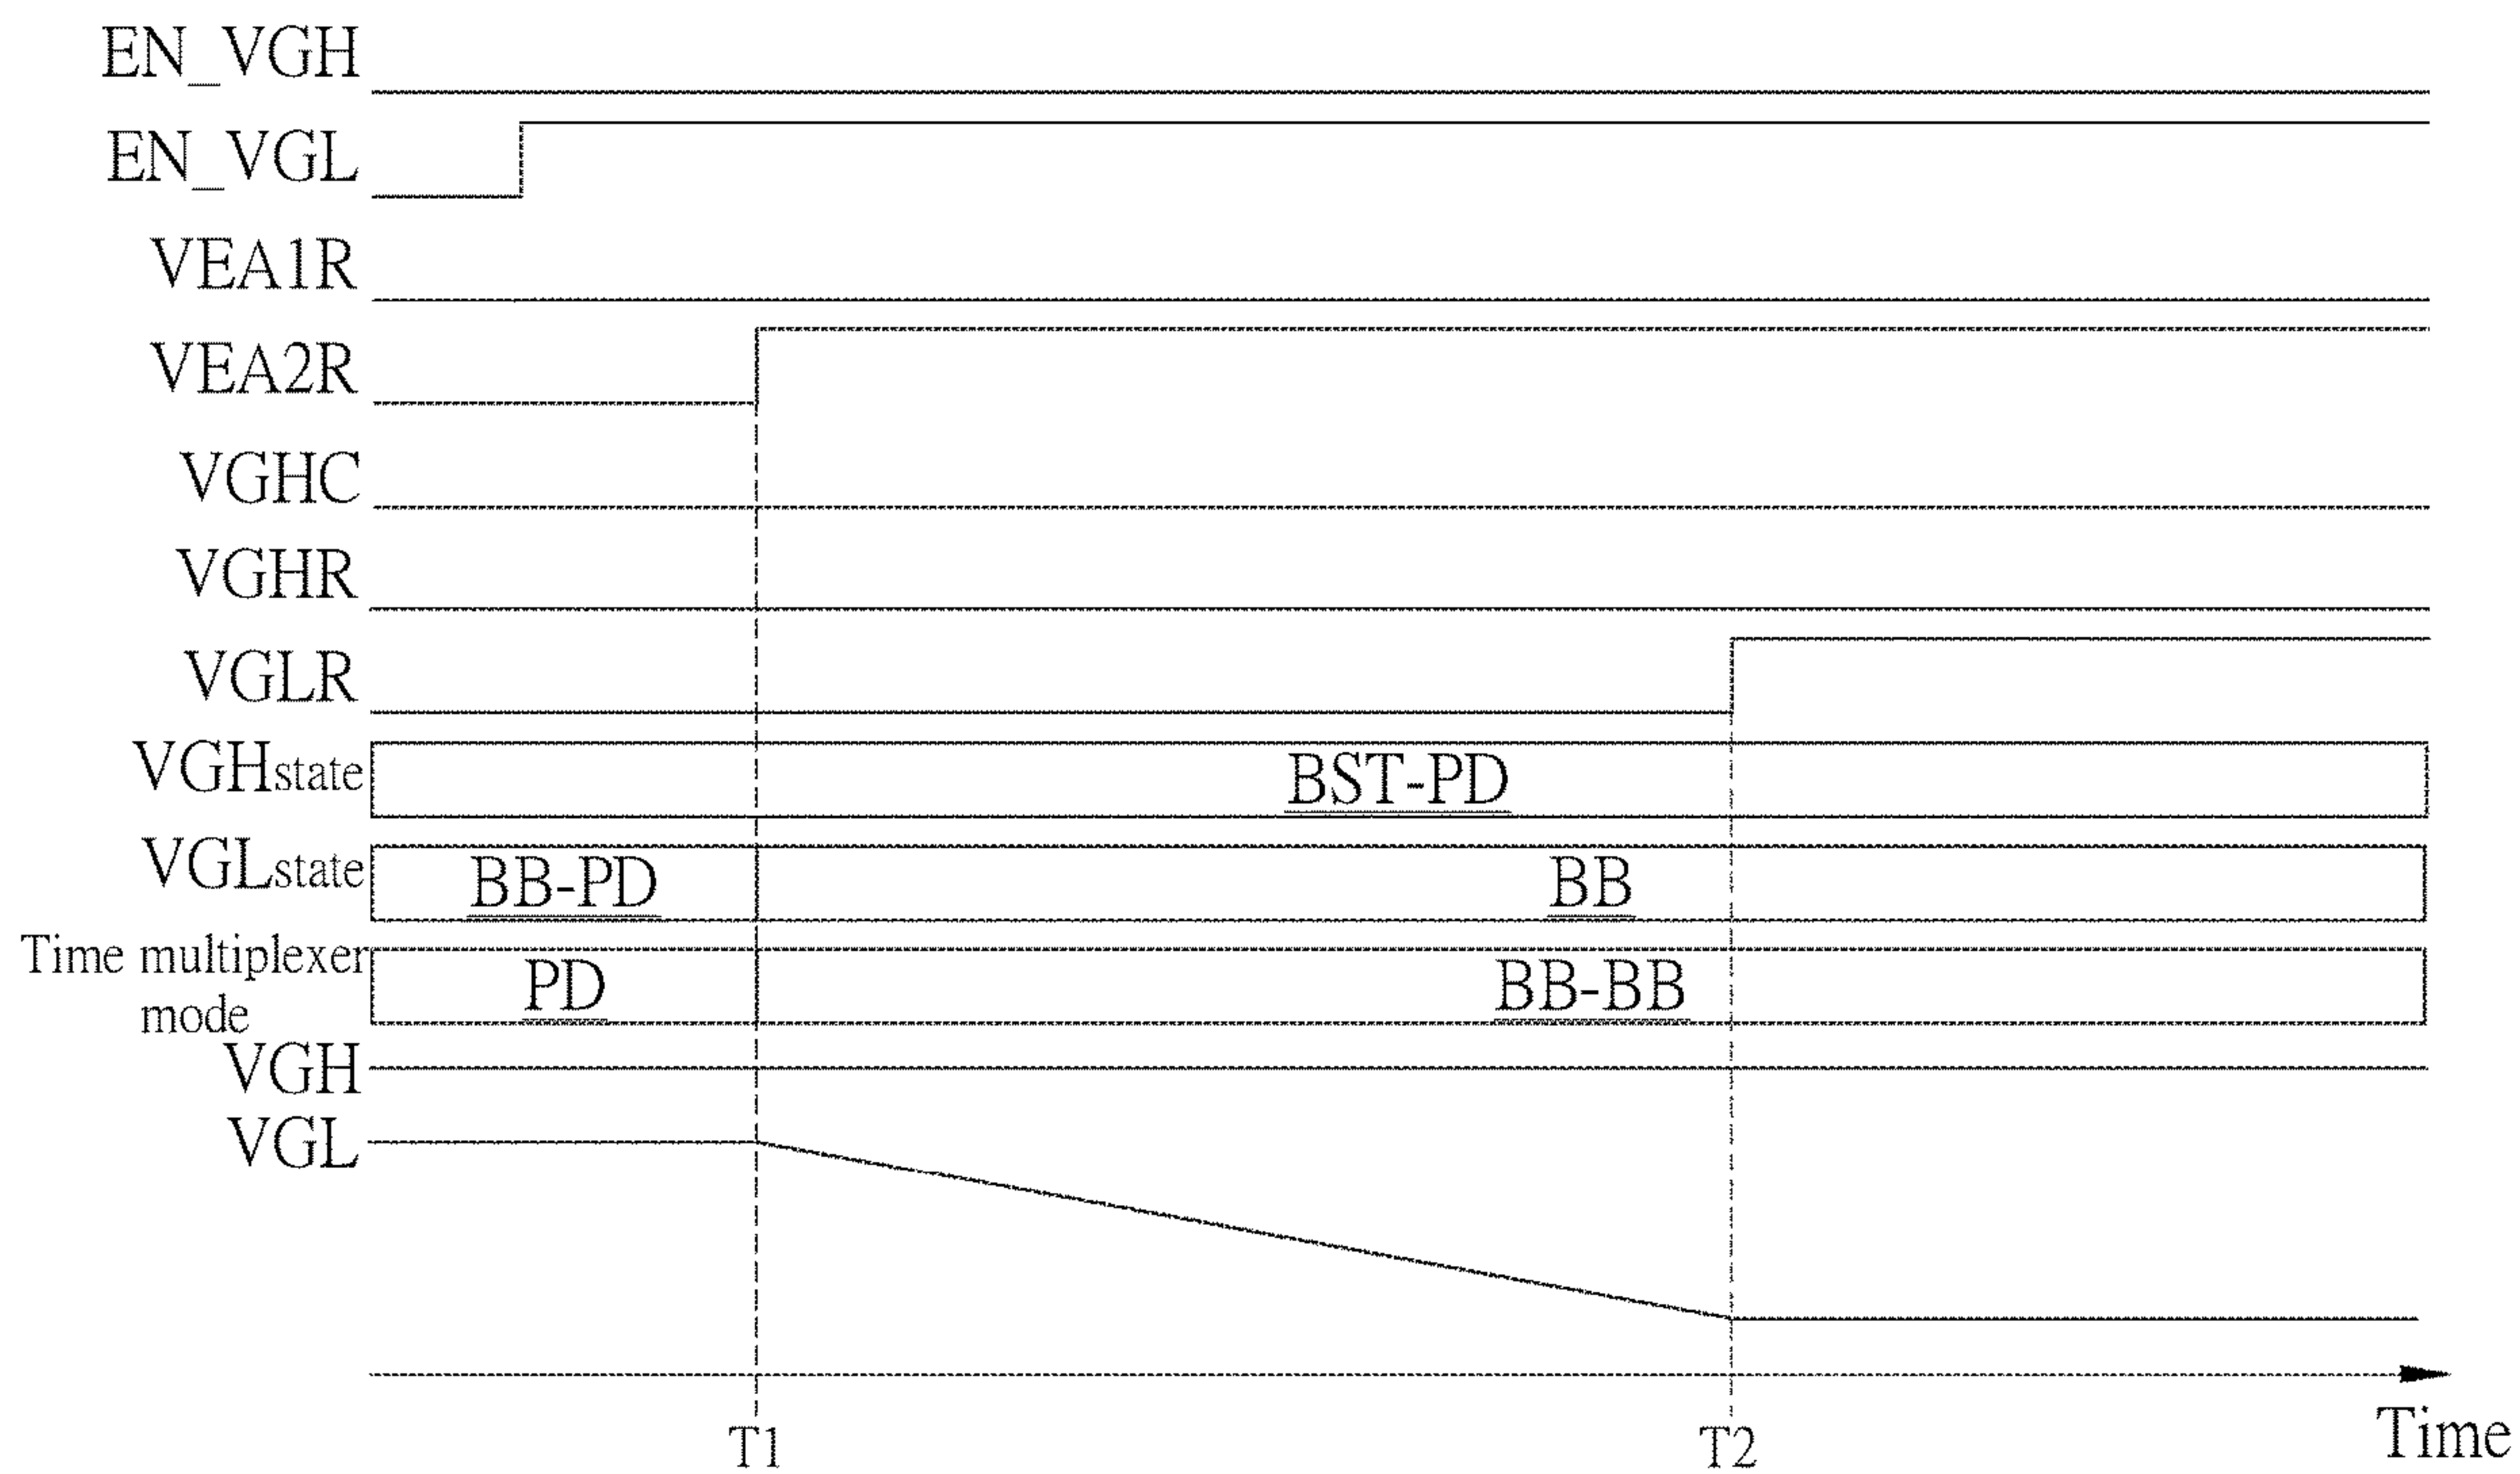 EN_VGH
EN_VGL
VEA1R
VEA2R
VGHC
VGHR
VGLR
VGHstate
BST-PD
VGLstate
BB-PD
BB
Time multiplexer
mode
PD
BB-BB
VGH
VGL
T1
T2
Time